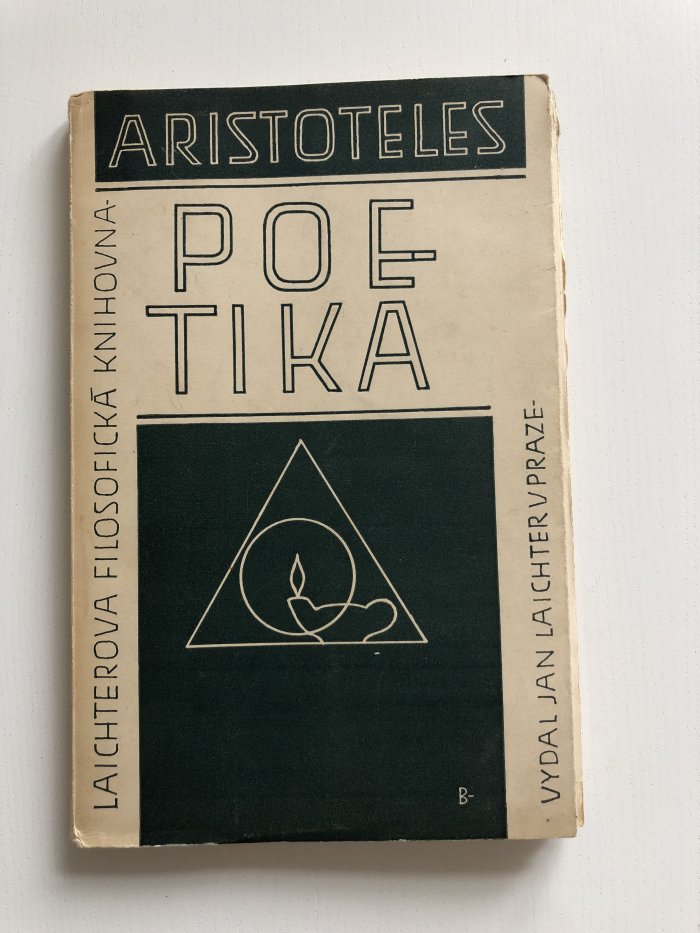 ARISTOTELES
POE-
TIKA
LAICHTEROVA FILOSOFICKÁ KNIHOVNA-
VYDAL JAN LAICHTER V PRAZE-
B-